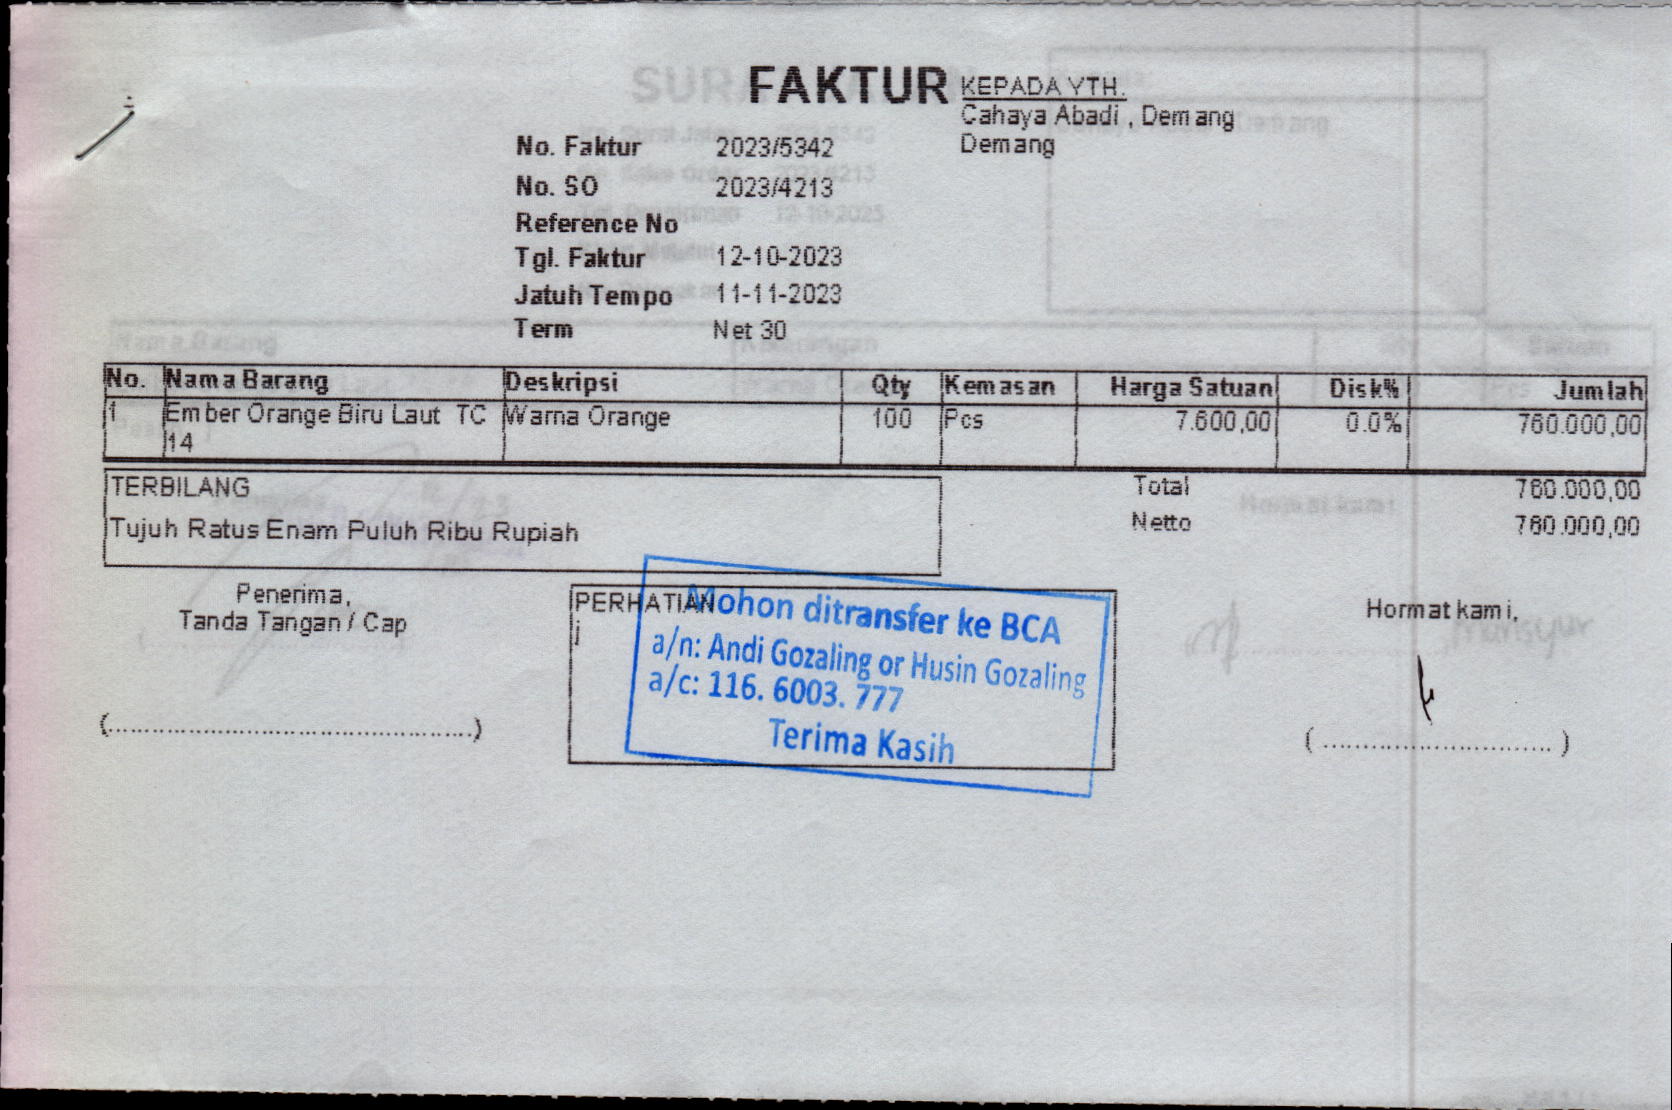 FAKTUR
KEPADA YTH.
Cahaya Abadi , Demang
Demang
No. Faktur 2023/5342
No. SO 2023/4213
Reference No
Tgl. Faktur 12-10-2023
Jatuh Tempo 11-11-2023
Term Net 30
No. Nama Barang Deskripsi Qty Kemasan Harga Satuan Disk% Jumlah
1 Ember Orange Biru Laut TC Warna Orange 100 Pcs 7.600,00 0.0% 760.000,00
14
TERBILANG
Tujuh Ratus Enam Puluh Ribu Rupiah
Total 760.000,00
Netto 760.000,00
Penerima,
Tanda Tangan / Cap
(................................................)
PERHATIAN
j
Mohon ditransfer ke BCA
a/n: Andi Gozaling or Husin Gozaling
a/c: 116. 6003. 777
Terima Kasih
Hormat kami,
( ............................. )